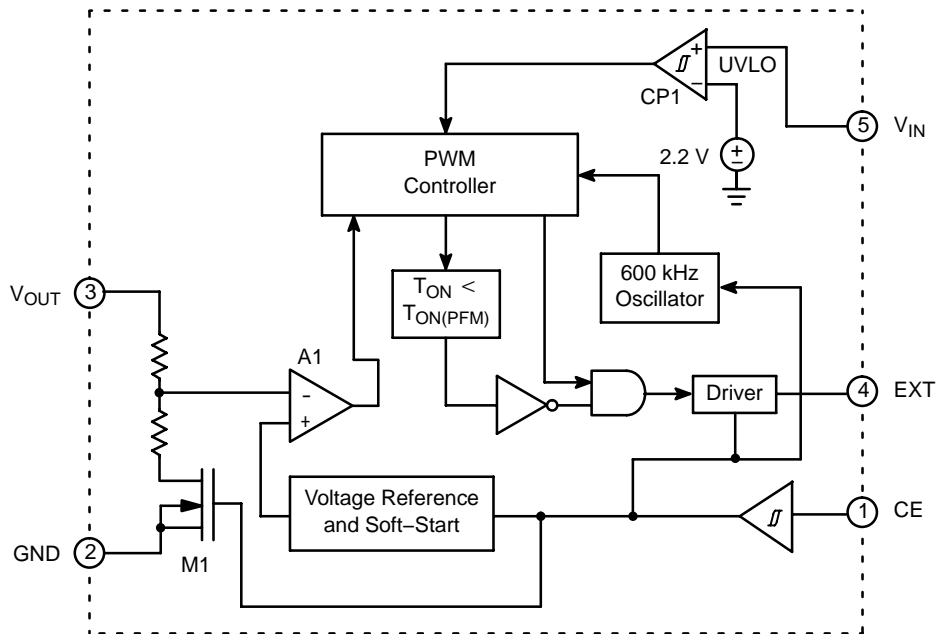 UVLO
CP1
5
V_IN
2.2 V
PWM
Controller
600 kHz
Oscillator
V_OUT
3
T_ON <
T_ON(PFM)
A1
Driver
4
EXT
Voltage Reference
and Soft–Start
1
CE
GND
2
M1